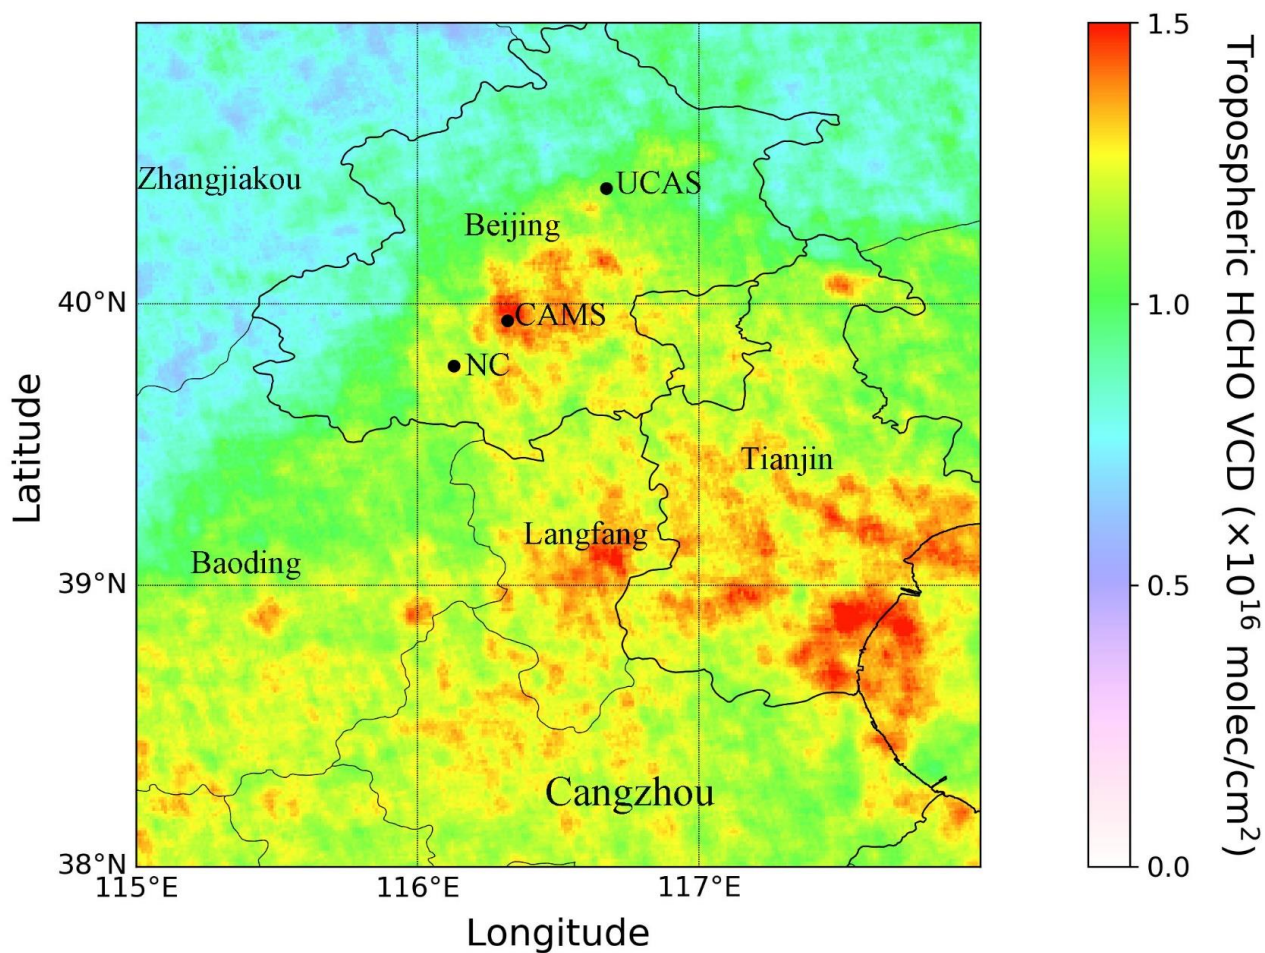 Zhangjiakou
UCAS
Beijing
CAMS
NC
Tianjin
Langfang
Baoding
Cangzhou
40°N
39°N
38°N
115°E
116°E
117°E
Latitude
Longitude
1.5
1.0
0.5
0.0
Tropospheric HCHO VCD (×10¹⁶ molec/cm²)